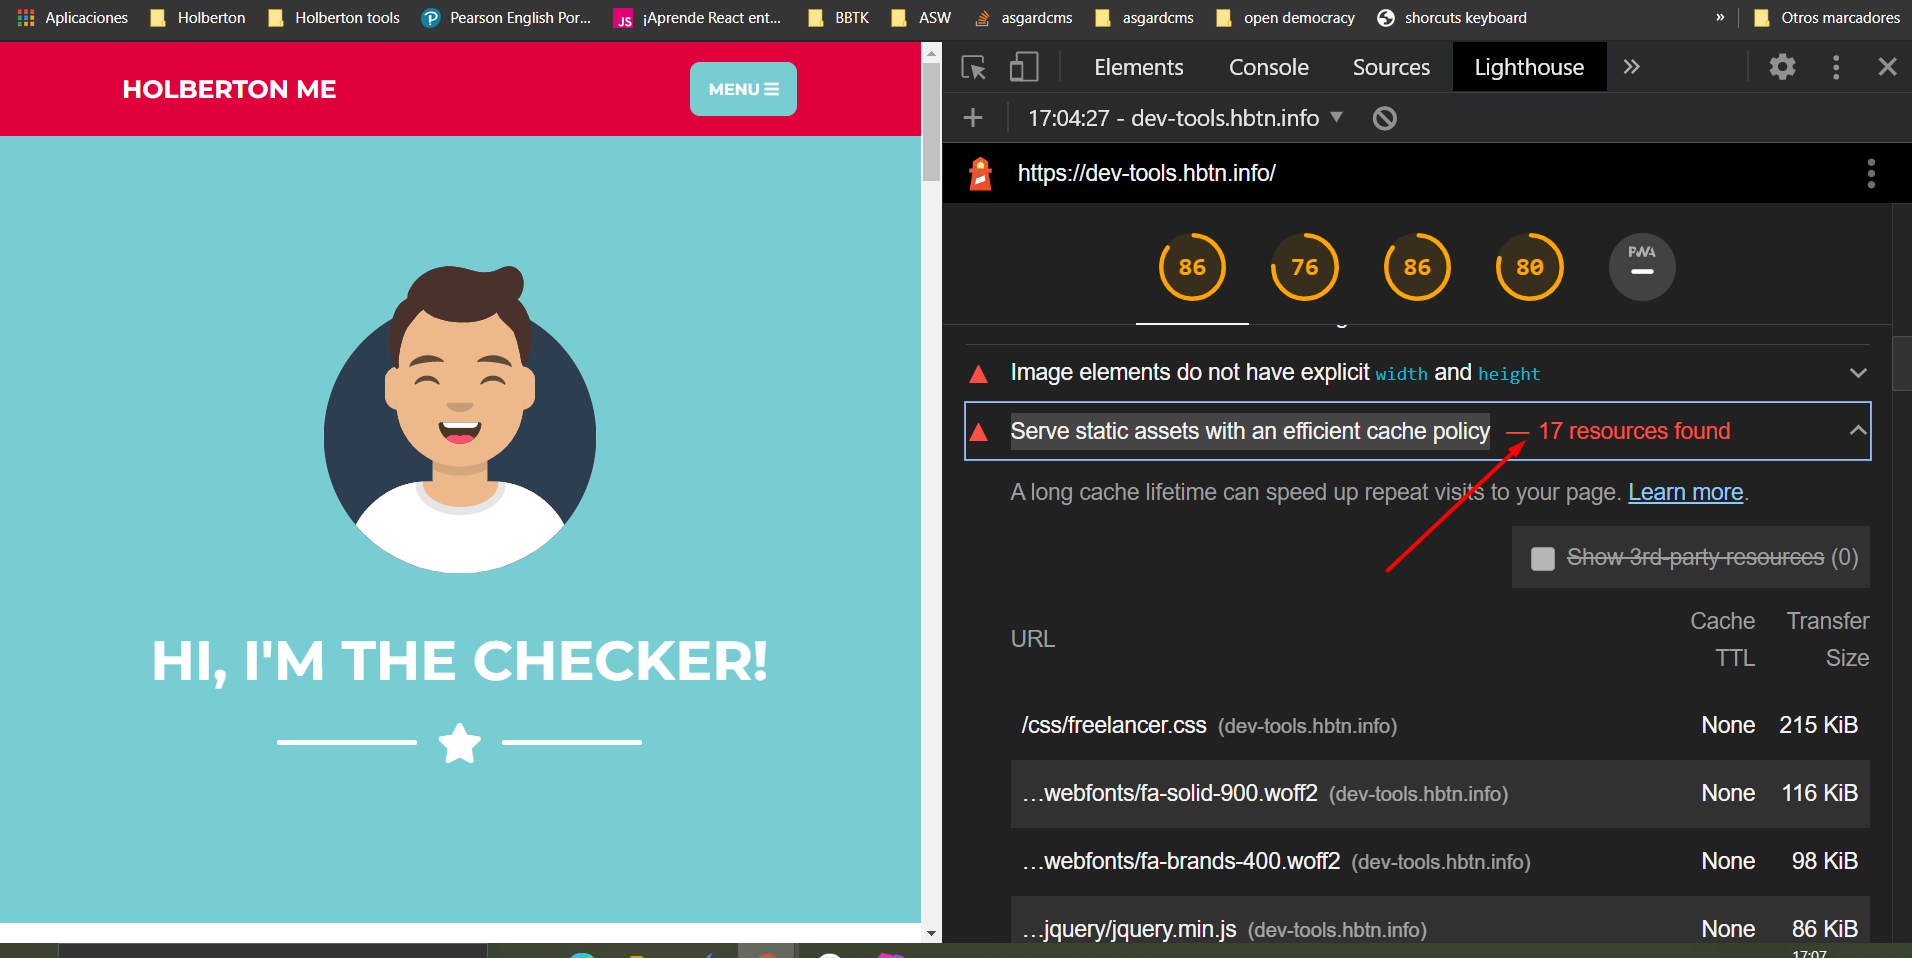 Aplicaciones Holberton Holberton tools Pearson English Por... ¡Aprende React ent... BBTK ASW asgardcms asgardcms open democracy shorcuts keyboard » Otros marcadores
HOLBERTON ME
MENU
HI, I'M THE CHECKER!
Elements Console Sources Lighthouse »
17:04:27 - dev-tools.hbtn.info
https://dev-tools.hbtn.info/
86 76 86 80 PWA
Image elements do not have explicit width and height
Serve static assets with an efficient cache policy — 17 resources found
A long cache lifetime can speed up repeat visits to your page. Learn more.
Show 3rd-party resources (0)
URL Cache TTL Transfer Size
/css/freelancer.css (dev-tools.hbtn.info) None 215 KiB
…webfonts/fa-solid-900.woff2 (dev-tools.hbtn.info) None 116 KiB
…webfonts/fa-brands-400.woff2 (dev-tools.hbtn.info) None 98 KiB
…jquery/jquery.min.js (dev-tools.hbtn.info) None 86 KiB
17:07